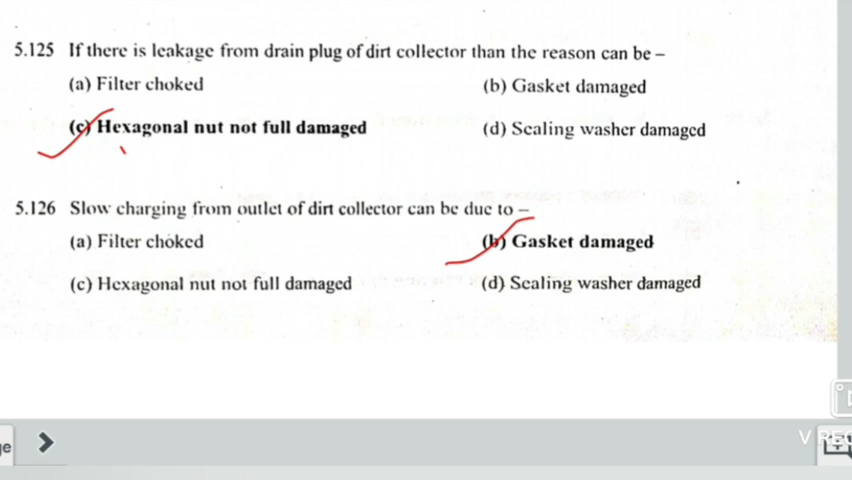 5.125 If there is leakage from drain plug of dirt collector than the reason can be –
(a) Filter choked (b) Gasket damaged
(c) Hexagonal nut not full damaged (d) Sealing washer damaged
5.126 Slow charging from outlet of dirt collector can be due to –
(a) Filter choked (b) Gasket damaged
(c) Hexagonal nut not full damaged (d) Sealing washer damaged
V REC